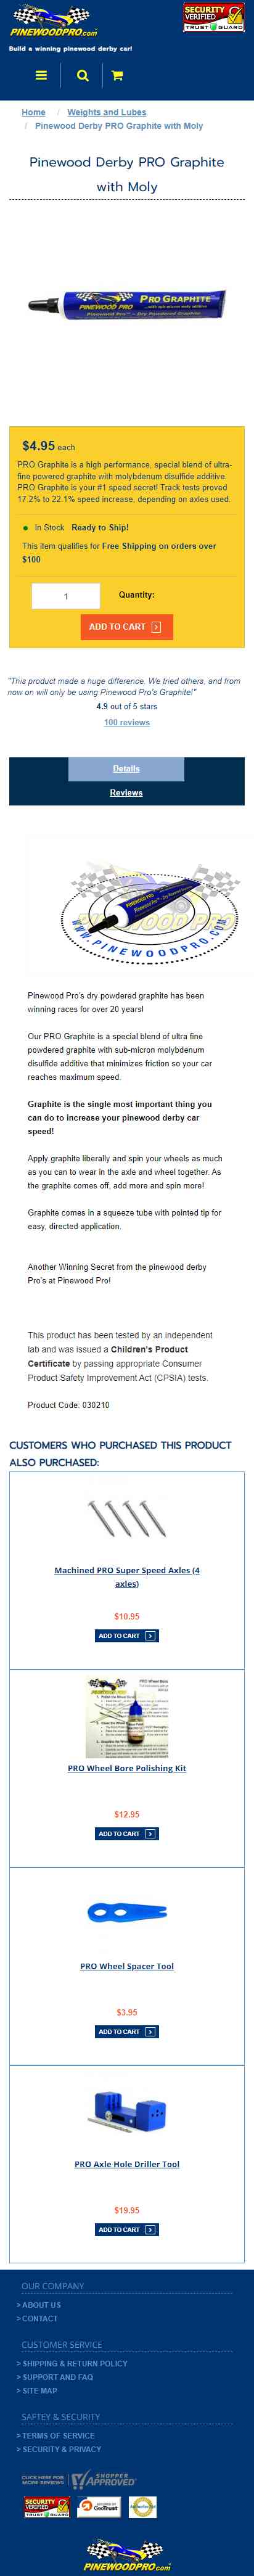 PINEWOODPRO.COM
SECURITY
VERIFIED
TRUST GUARD
Build a winning pinewood derby car!
Home / Weights and Lubes
/ Pinewood Derby PRO Graphite with Moly
Pinewood Derby PRO Graphite
with Moly
PINEWOOD PRO
PRO GRAPHITE
$4.95 each
PRO Graphite is a high performance, special blend of ultra-
fine powered graphite with molybdenum disulfide additive.
PRO Graphite is your #1 speed secret! Track tests proved
17.2% to 22.1% speed increase, depending on axles used.
In Stock Ready to Ship!
This item qualifies for Free Shipping on orders over
$100
1
Quantity:
ADD TO CART
"This product made a huge difference. We tried others, and from
now on will only be using Pinewood Pro's Graphite!"
4.9 out of 5 stars
100 reviews
Details
Reviews
PINEWOOD PRO
WWW.PINEWOODPRO.COM
Pinewood Pro's dry powdered graphite has been
winning races for over 20 years!
Our PRO Graphite is a special blend of ultra fine
powdered graphite with sub-micron molybdenum
disulfide additive that minimizes friction so your car
reaches maximum speed.
Graphite is the single most important thing you
can do to increase your pinewood derby car
speed!
Apply graphite liberally and spin your wheels as much
as you can to wear in the axle and wheel together. As
the graphite comes off, add more and spin more!
Graphite comes in a squeeze tube with pointed tip for
easy, directed application.
Another Winning Secret from the pinewood derby
Pro's at Pinewood Pro!
This product has been tested by an independent
lab and was issued a Children's Product
Certificate by passing appropriate Consumer
Product Safety Improvement Act (CPSIA) tests.
Product Code: 030210
CUSTOMERS WHO PURCHASED THIS PRODUCT
ALSO PURCHASED:
Machined PRO Super Speed Axles (4
axles)
$10.95
ADD TO CART
PRO Wheel Bore
PRO Wheel Bore Polishing Kit
$12.95
ADD TO CART
PRO Wheel Spacer Tool
$3.95
ADD TO CART
PRO Axle Hole Driller Tool
$19.95
ADD TO CART
OUR COMPANY
> ABOUT US
> CONTACT
CUSTOMER SERVICE
> SHIPPING & RETURN POLICY
> SUPPORT AND FAQ
> SITE MAP
SAFTEY & SECURITY
> TERMS OF SERVICE
> SECURITY & PRIVACY
CLICK HERE FOR
MORE REVIEWS
SHOPPER
APPROVED
SECURITY
VERIFIED
TRUST GUARD
GeoTrust
PINEWOODPRO.COM